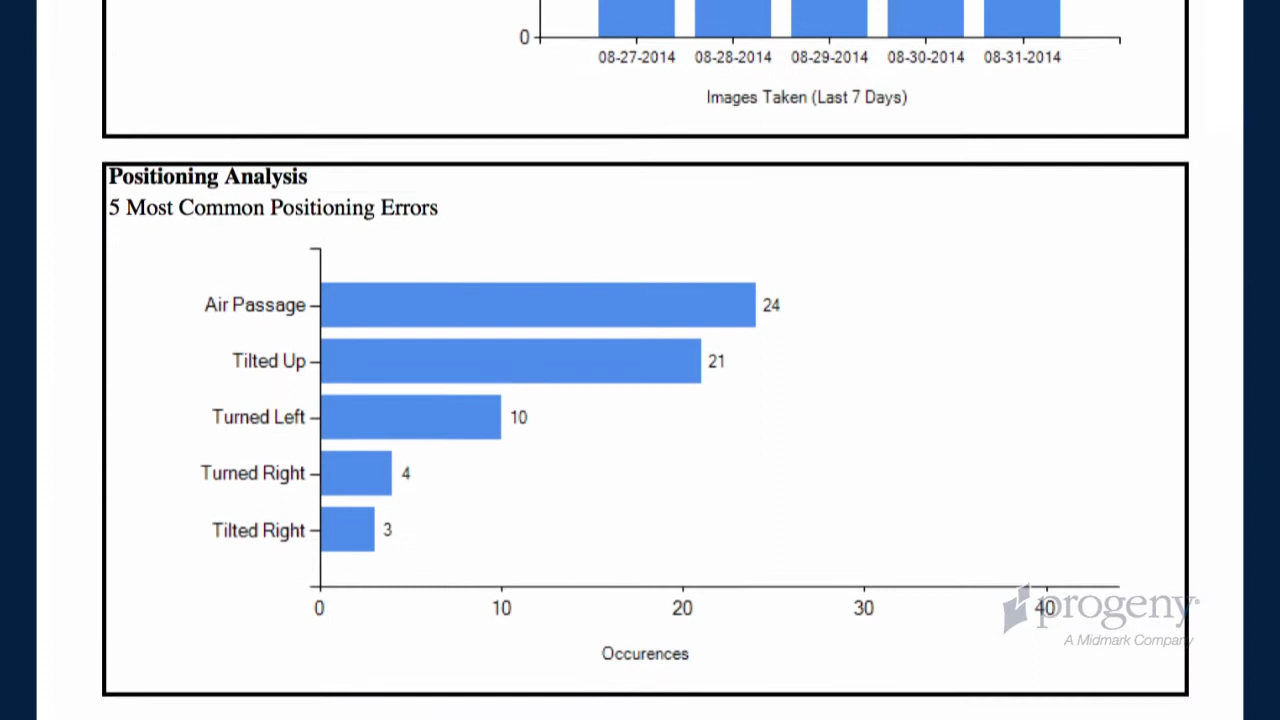 0
08-27-2014 08-28-2014 08-29-2014 08-30-2014 08-31-2014
Images Taken (Last 7 Days)
Positioning Analysis
5 Most Common Positioning Errors
Air Passage 24
Tilted Up 21
Turned Left 10
Turned Right 4
Tilted Right 3
0 10 20 30 40
progeny
A Midmark Company
Occurences